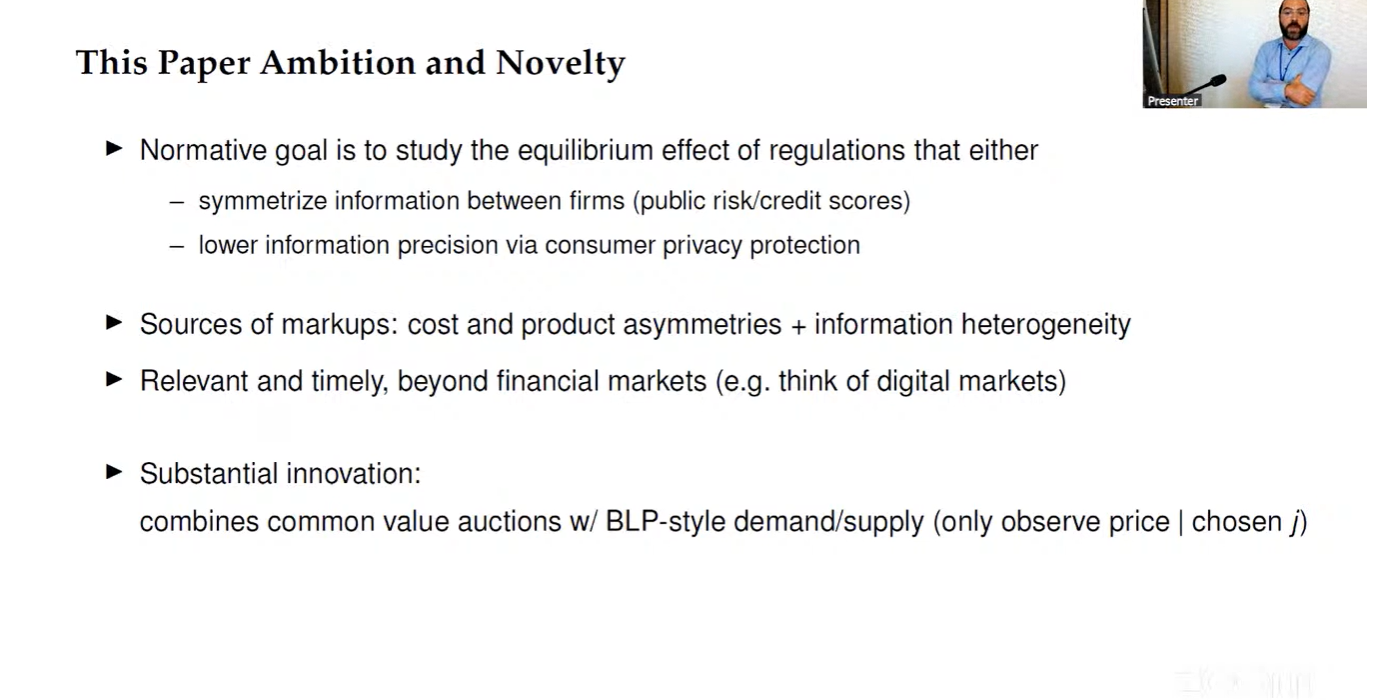 This Paper Ambition and Novelty
Presenter
► Normative goal is to study the equilibrium effect of regulations that either
– symmetrize information between firms (public risk/credit scores)
– lower information precision via consumer privacy protection
► Sources of markups: cost and product asymmetries + information heterogeneity
► Relevant and timely, beyond financial markets (e.g. think of digital markets)
► Substantial innovation:
combines common value auctions w/ BLP-style demand/supply (only observe price | chosen j)